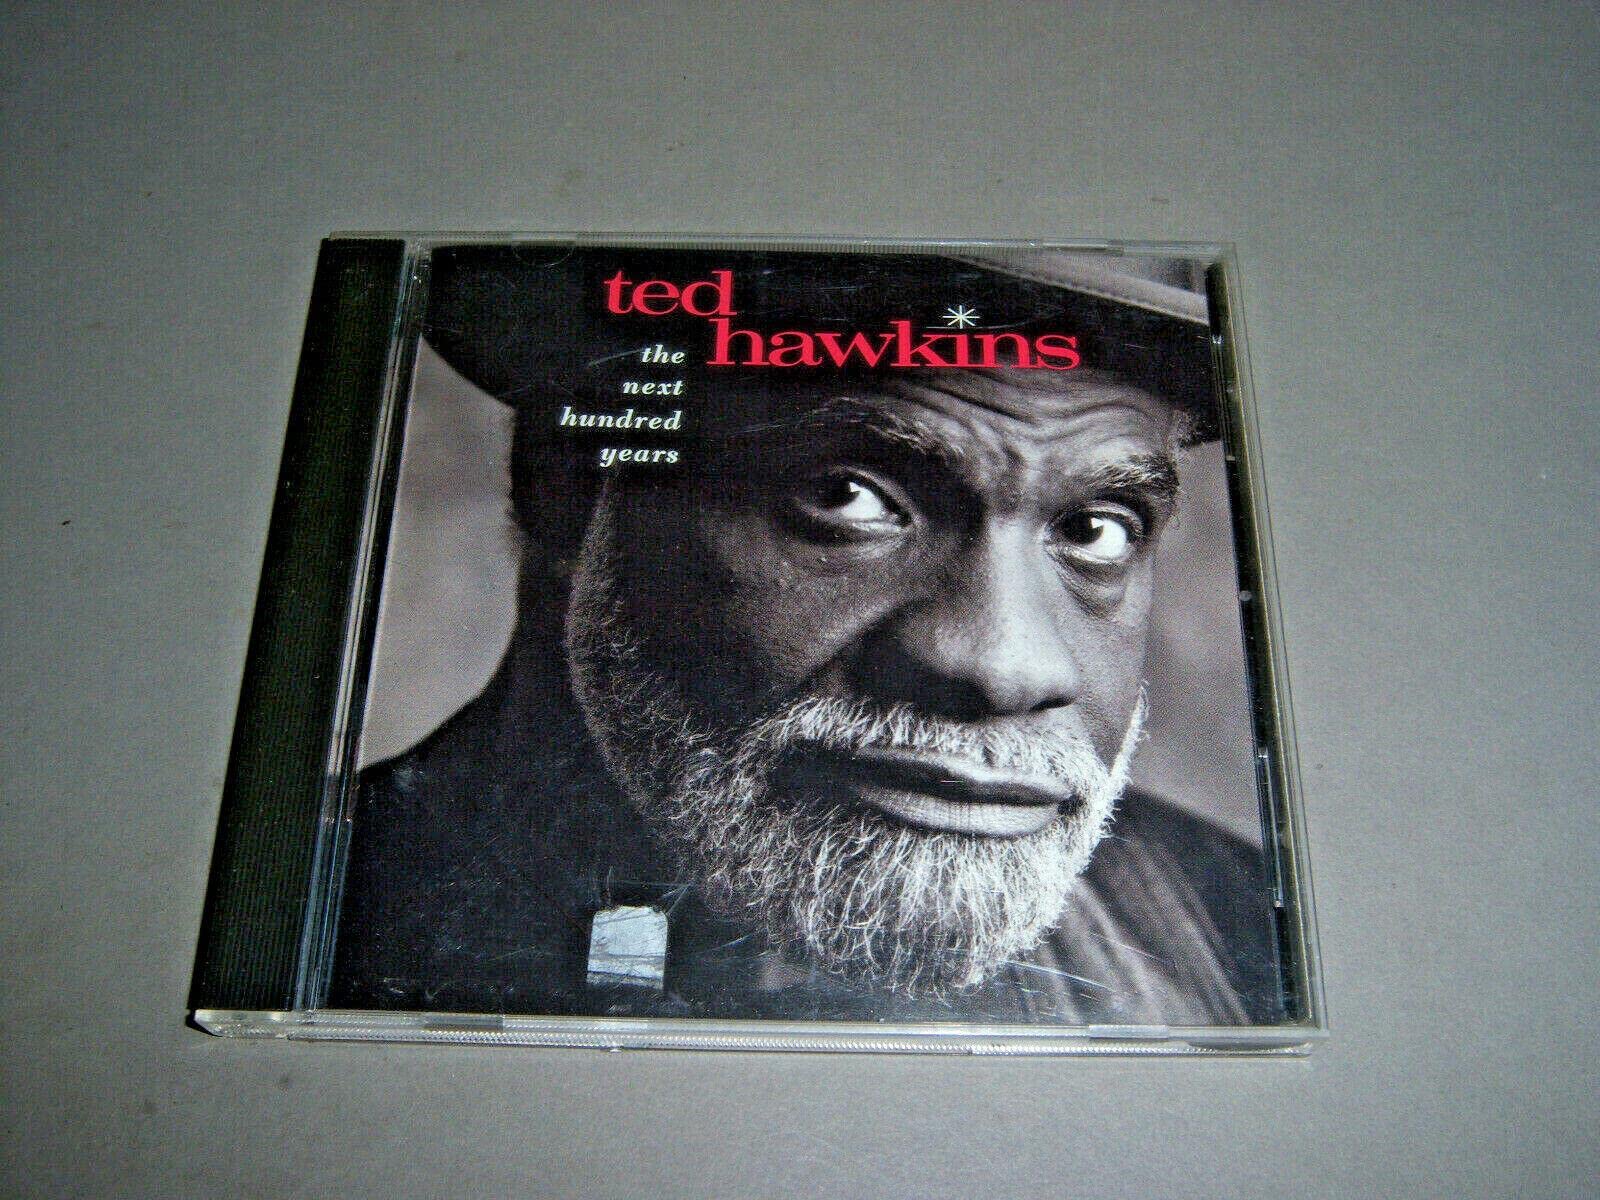 ted
hawkins
the
next
hundred
years